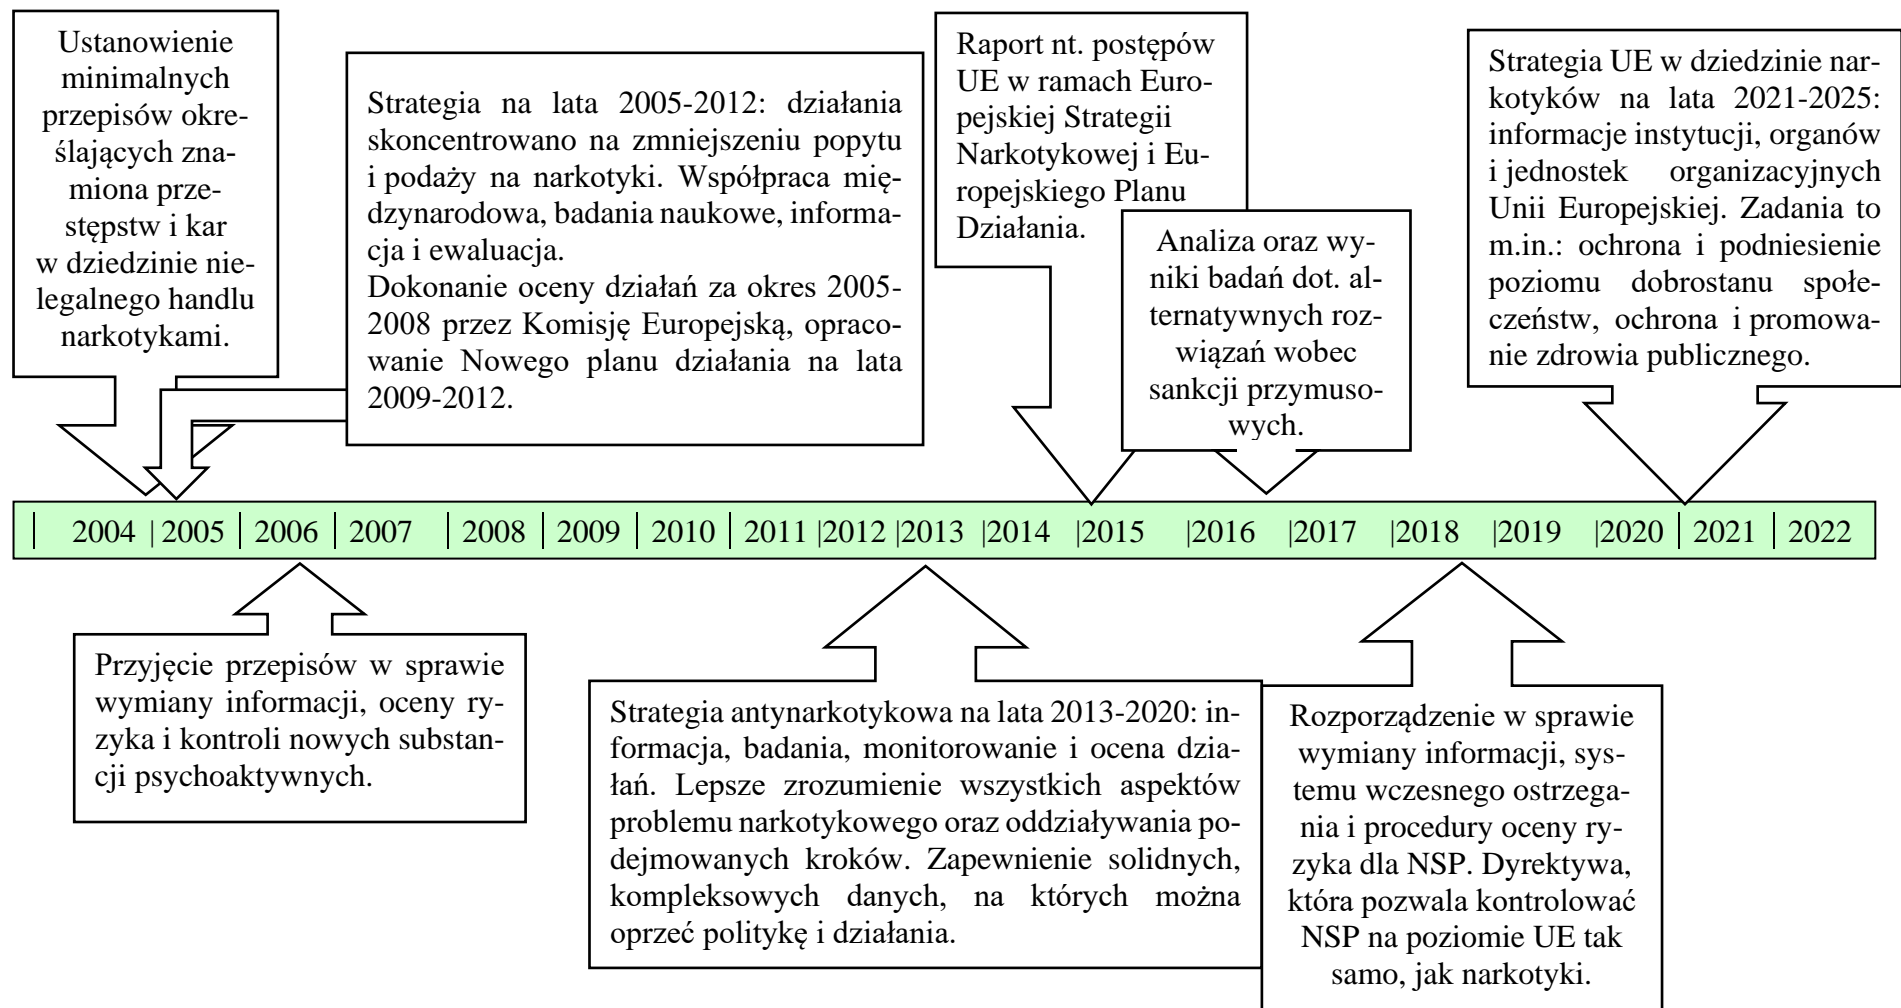 Ustanowienie
minimalnych
przepisów okre-
ślających zna-
miona prze-
stępstw i kar
w dziedzinie nie-
legalnego handlu
narkotykami.
Strategia na lata 2005-2012: działania
skoncentrowano na zmniejszeniu popytu
i podaży na narkotyki. Współpraca mię-
dzynarodowa, badania naukowe, informa-
cja i ewaluacja.
Dokonanie oceny działań za okres 2005-
2008 przez Komisję Europejską, opraco-
wanie Nowego planu działania na lata
2009-2012.
Raport nt. postępów
UE w ramach Euro-
pejskiej Strategii
Narkotykowej i Eu-
ropejskiego Planu
Działania.
Analiza oraz wy-
niki badań dot. al-
ternatywnych roz-
wiązań wobec
sankcji przymuso-
wych.
Strategia UE w dziedzinie nar-
kotyków na lata 2021-2025:
informacje instytucji, organów
i jednostek organizacyjnych
Unii Europejskiej. Zadania to
m.in.: ochrona i podniesienie
poziomu dobrostanu społe-
czeństw, ochrona i promowa-
nie zdrowia publicznego.
| 2004 | 2005 | 2006 | 2007 | 2008 | 2009 | 2010 | 2011 |2012 |2013 |2014 |2015 |2016 |2017 |2018 |2019 |2020 | 2021 | 2022
Przyjęcie przepisów w sprawie
wymiany informacji, oceny ry-
zyka i kontroli nowych substan-
cji psychoaktywnych.
Strategia antynarkotykowa na lata 2013-2020: in-
formacja, badania, monitorowanie i ocena dzia-
łań. Lepsze zrozumienie wszystkich aspektów
problemu narkotykowego oraz oddziaływania po-
dejmowanych kroków. Zapewnienie solidnych,
kompleksowych danych, na których można
oprzeć politykę i działania.
Rozporządzenie w sprawie
wymiany informacji, sys-
temu wczesnego ostrzega-
nia i procedury oceny ry-
zyka dla NSP. Dyrektywa,
która pozwala kontrolować
NSP na poziomie UE tak
samo, jak narkotyki.